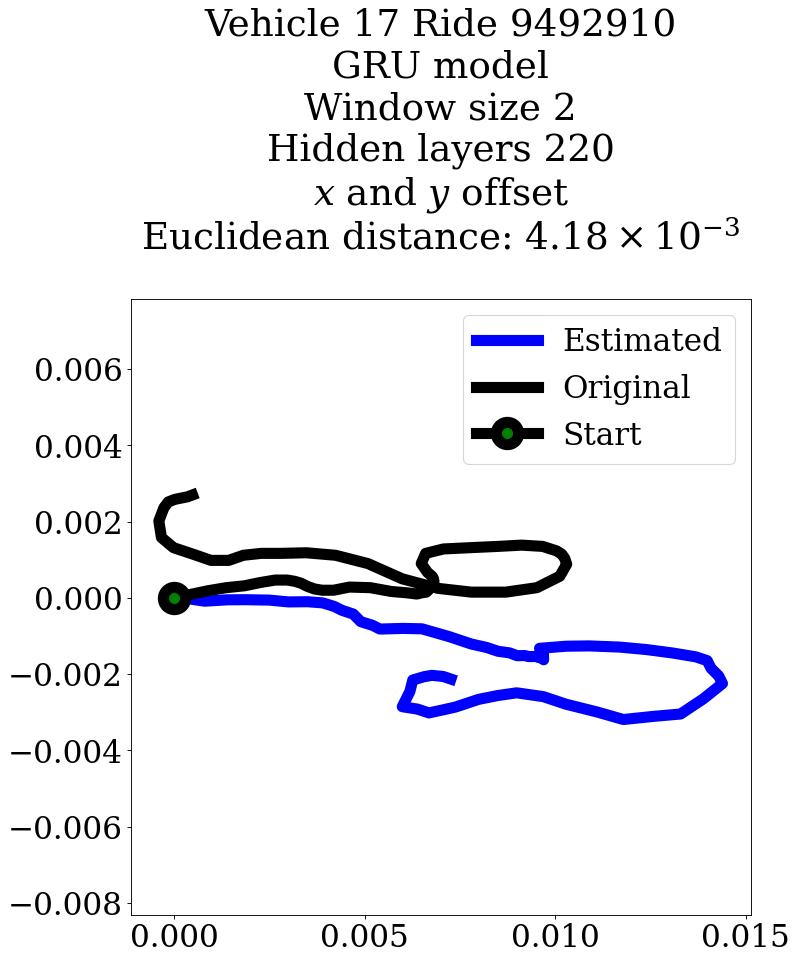 Vehicle 17 Ride 9492910
GRU model
Window size 2
Hidden layers 220
x and y offset
Euclidean distance: 4.18 × 10⁻³
Estimated
Original
Start
0.006
0.004
0.002
0.000
−0.002
−0.004
−0.006
−0.008
0.000 0.005 0.010 0.015